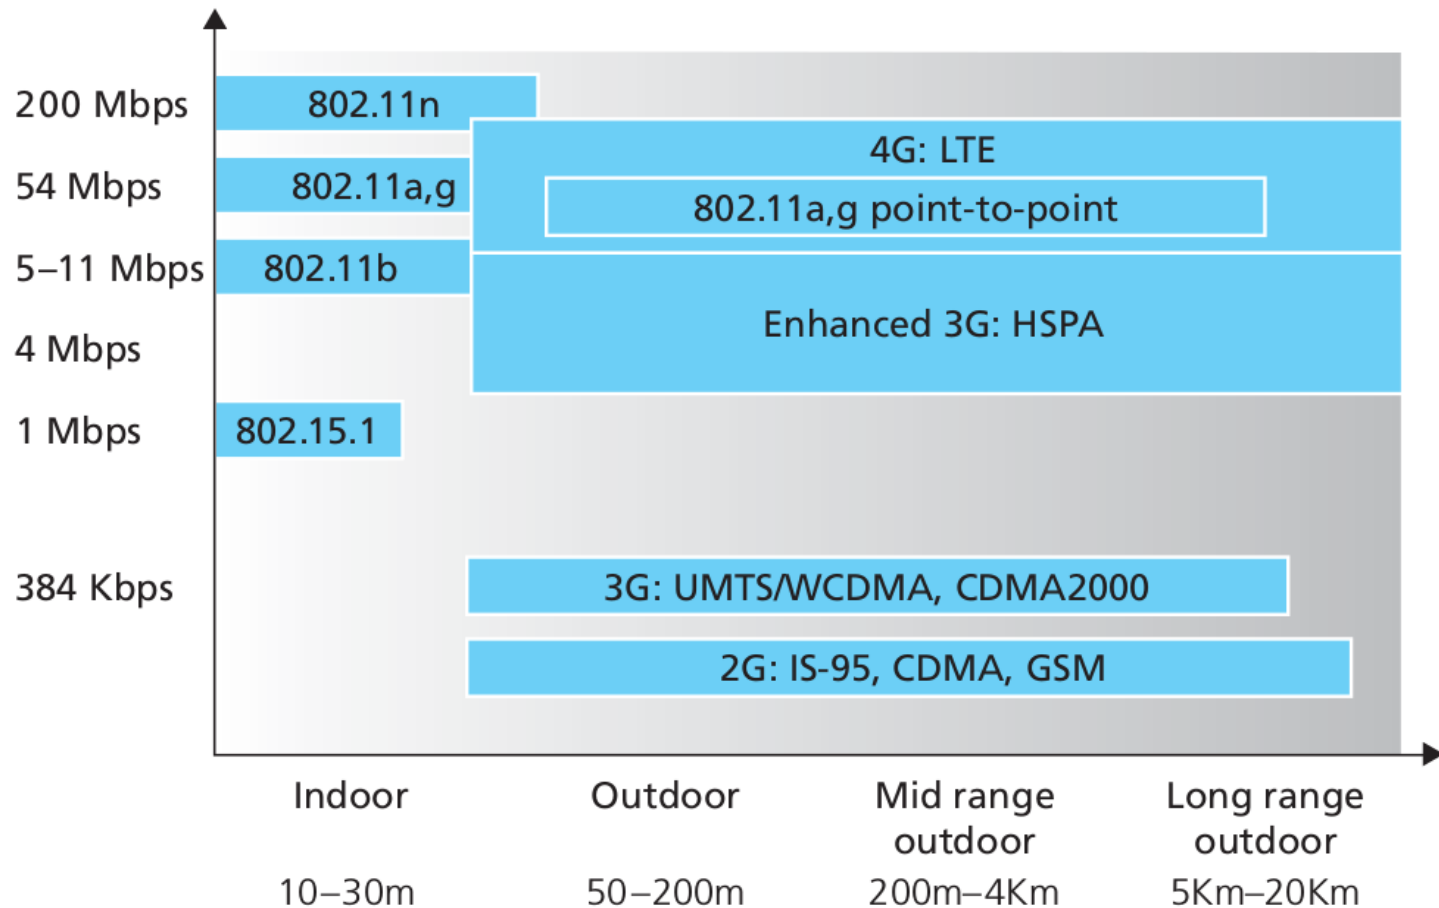 200 Mbps
802.11n
4G: LTE
54 Mbps
802.11a,g
802.11a,g point-to-point
5–11 Mbps
802.11b
Enhanced 3G: HSPA
4 Mbps
1 Mbps
802.15.1
384 Kbps
3G: UMTS/WCDMA, CDMA2000
2G: IS-95, CDMA, GSM
Indoor
Outdoor
Mid range
outdoor
Long range
outdoor
10–30m
50–200m
200m–4Km
5Km–20Km